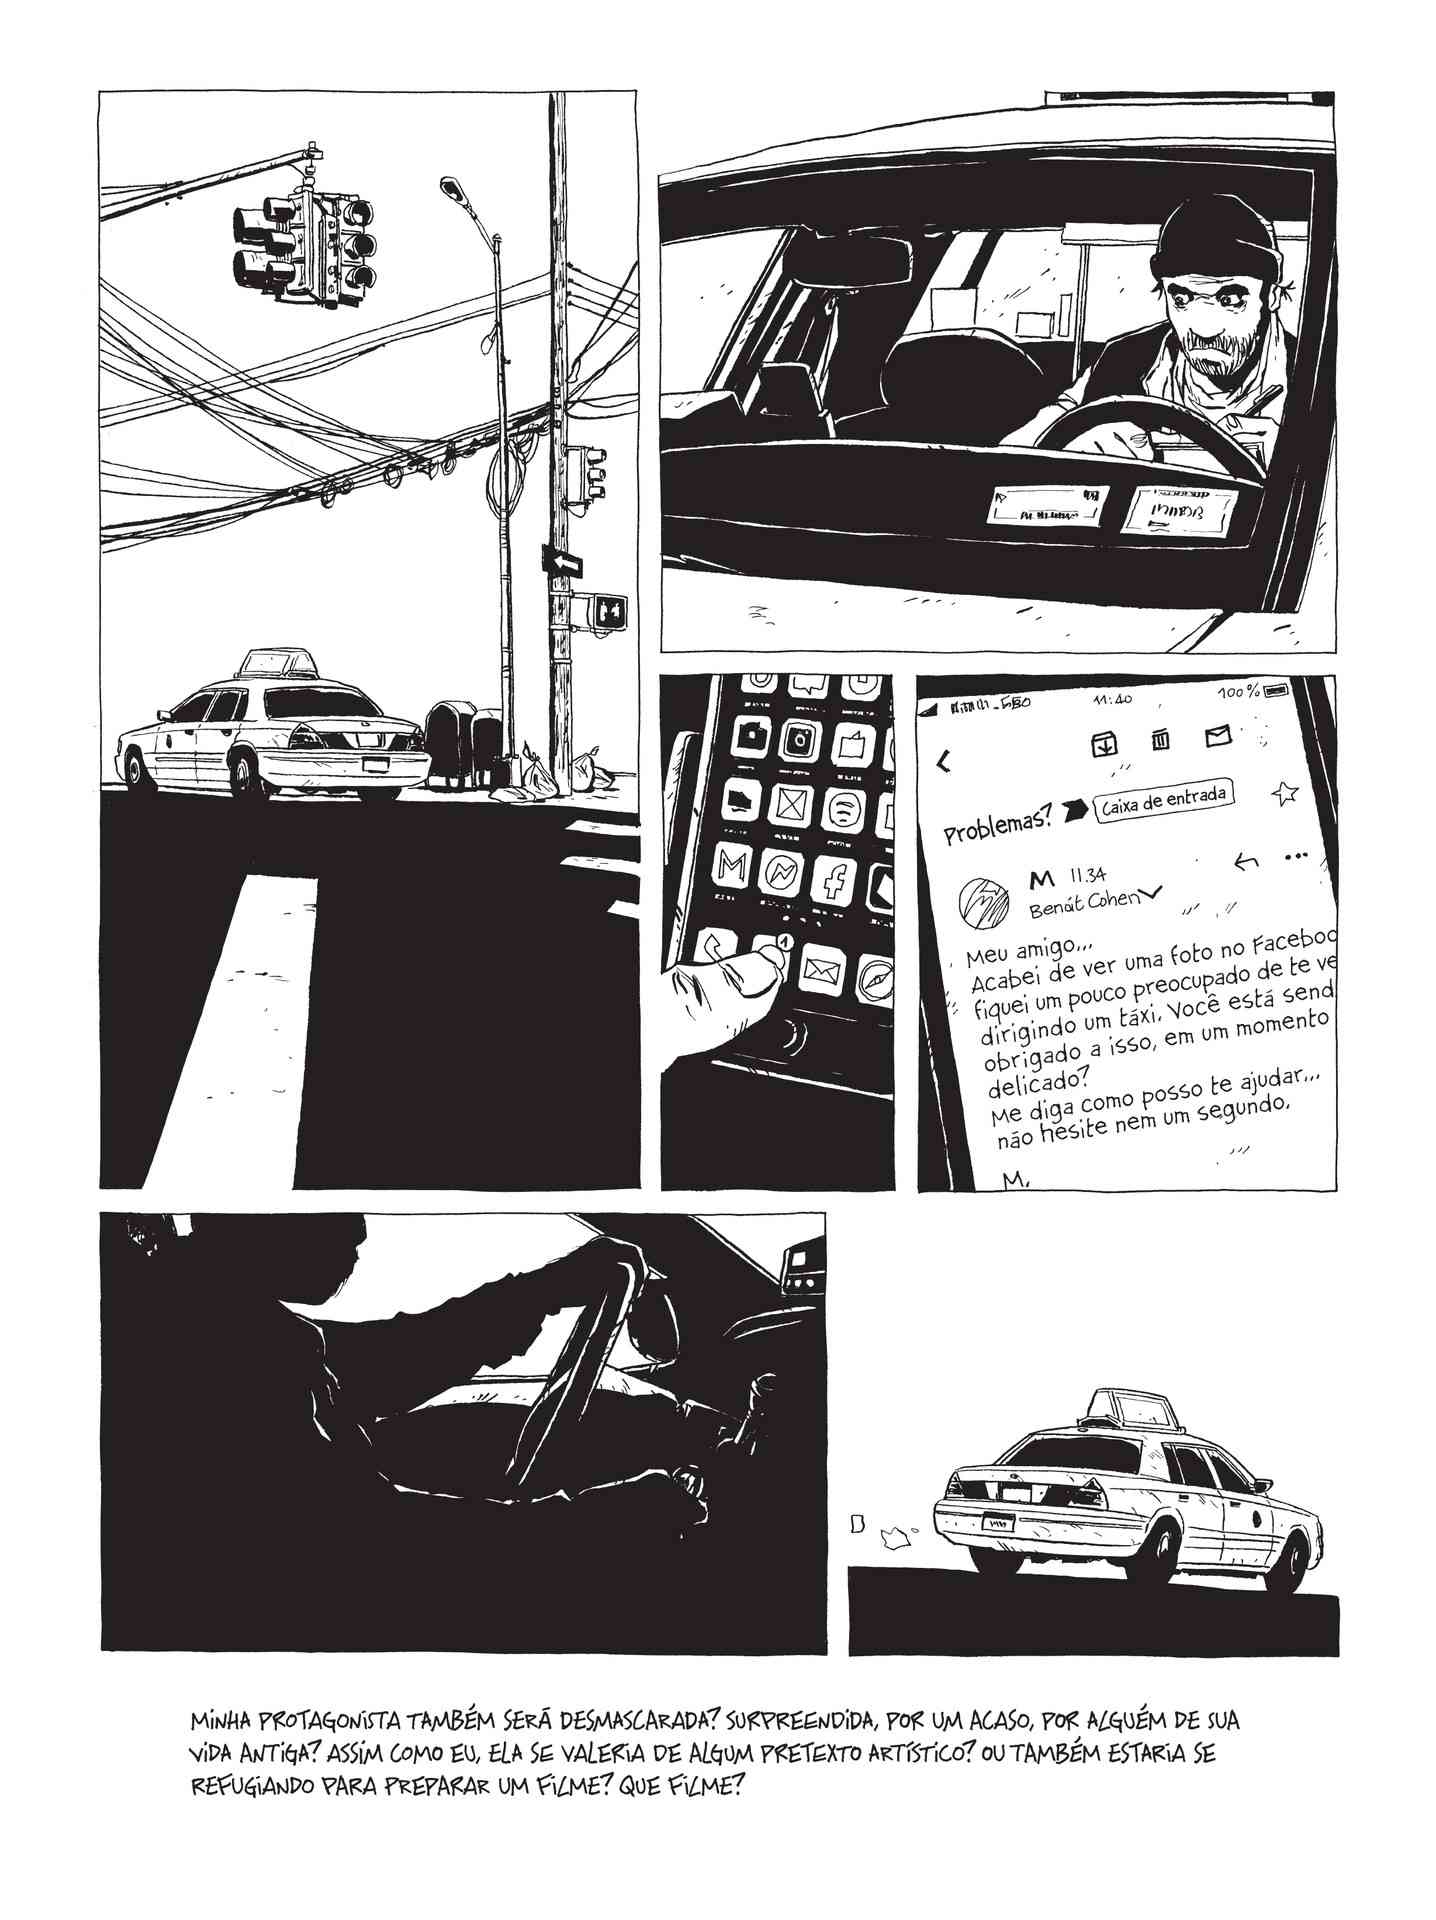 11:40
100%
Problemas?
Caixa de entrada
M 11.34
Benoît Cohen
Meu amigo...
Acabei de ver uma foto no Faceboo
fiquei um pouco preocupado de te ve
dirigindo um táxi. Você está send
obrigado a isso, em um momento
delicado?
Me diga como posso te ajudar...
não hesite nem um segundo.
M.
MINHA PROTAGONISTA TAMBÉM SERÁ DESMASCARADA? SURPREENDIDA, POR UM ACASO, POR ALGUÉM DE SUA
VIDA ANTIGA? ASSIM COMO EU, ELA SE VALERIA DE ALGUM PRETEXTO ARTÍSTICO? OU TAMBÉM ESTARIA SE
REFUGIANDO PARA PREPARAR UM FILME? QUE FILME?